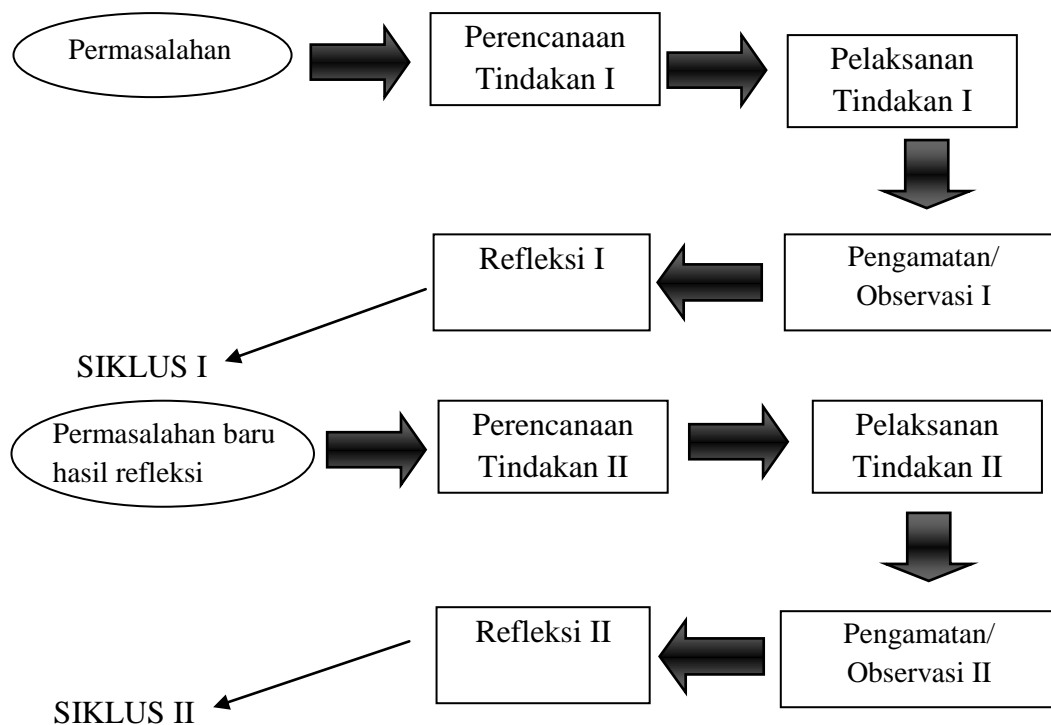 Permasalahan
Perencanaan
Tindakan I
Pelaksanan
Tindakan I
Refleksi I
Pengamatan/
Observasi I
SIKLUS I
Permasalahan baru
hasil refleksi
Perencanaan
Tindakan II
Pelaksanan
Tindakan II
Refleksi II
Pengamatan/
Observasi II
SIKLUS II